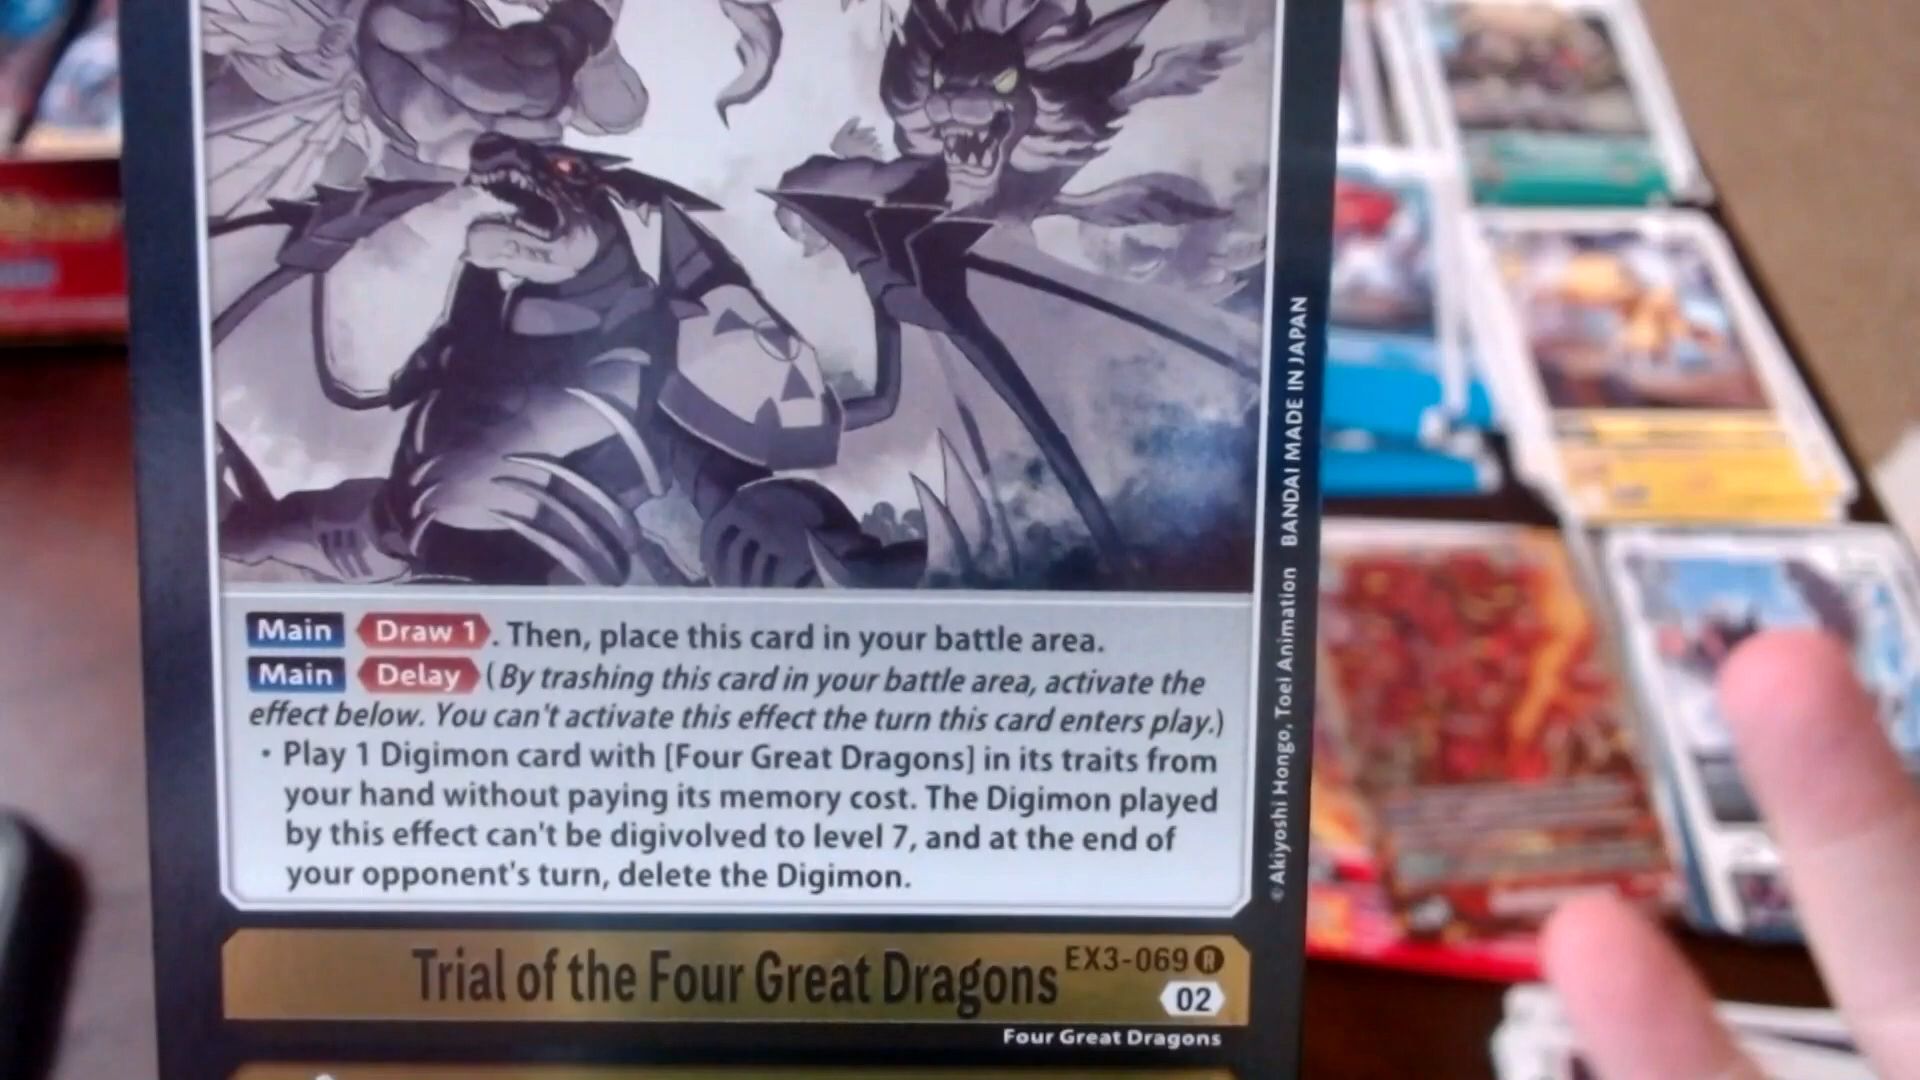 Main Draw 1. Then, place this card in your battle area.
Main Delay (By trashing this card in your battle area, activate the
effect below. You can't activate this effect the turn this card enters play.)
・Play 1 Digimon card with [Four Great Dragons] in its traits from
your hand without paying its memory cost. The Digimon played
by this effect can't be digivolved to level 7, and at the end of
your opponent's turn, delete the Digimon.
Trial of the Four Great Dragons
EX3-069 R
02
Four Great Dragons
©Akiyoshi Hongo, Toei Animation BANDAI MADE IN JAPAN